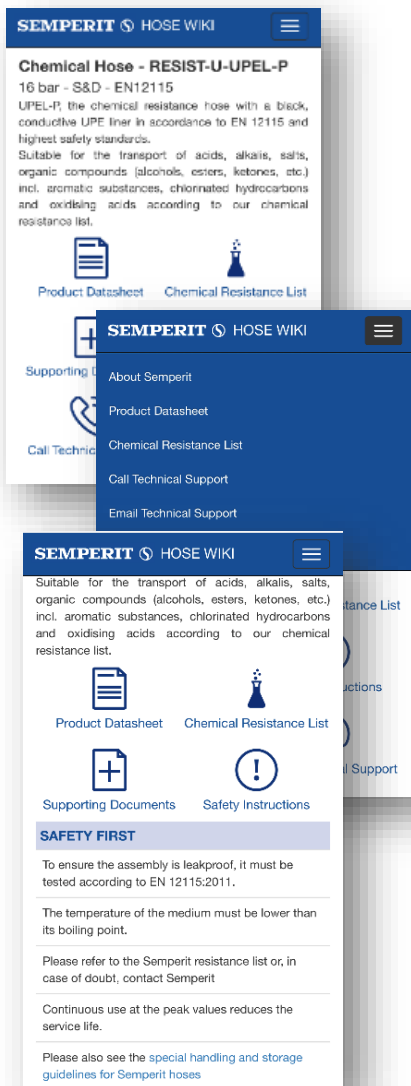 SEMPERIT HOSE WIKI
Chemical Hose - RESIST-U-UPEL-P
16 bar - S&D - EN12115
UPEL-P, the chemical resistance hose with a black,
conductive UPE liner in accordance to EN 12115 and
highest safety standards.
Suitable for the transport of acids, alkalis, salts,
organic compounds (alcohols, esters, ketones, etc.)
incl. aromatic substances, chlorinated hydrocarbons
and oxidising acids according to our chemical
resistance list.
Product Datasheet Chemical Resistance List
Supporting
Call Technic
SEMPERIT HOSE WIKI
About Semperit
Product Datasheet
Chemical Resistance List
Call Technical Support
Email Technical Support
stance List
uctions
l Support
SEMPERIT HOSE WIKI
Suitable for the transport of acids, alkalis, salts,
organic compounds (alcohols, esters, ketones, etc.)
incl. aromatic substances, chlorinated hydrocarbons
and oxidising acids according to our chemical
resistance list.
Product Datasheet Chemical Resistance List
Supporting Documents Safety Instructions
SAFETY FIRST
To ensure the assembly is leakproof, it must be
tested according to EN 12115:2011.
The temperature of the medium must be lower than
its boiling point.
Please refer to the Semperit resistance list or, in
case of doubt, contact Semperit
Continuous use at the peak values reduces the
service life.
Please also see the special handling and storage
guidelines for Semperit hoses